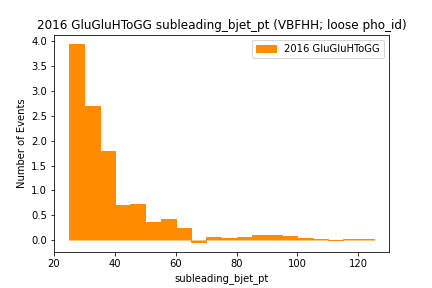 2016 GluGluHToGG subleading_bjet_pt (VBFHH; loose pho_id)
2016 GluGluHToGG
Number of Events
4.0
3.5
3.0
2.5
2.0
1.5
1.0
0.5
0.0
20 40 60 80 100 120
subleading_bjet_pt